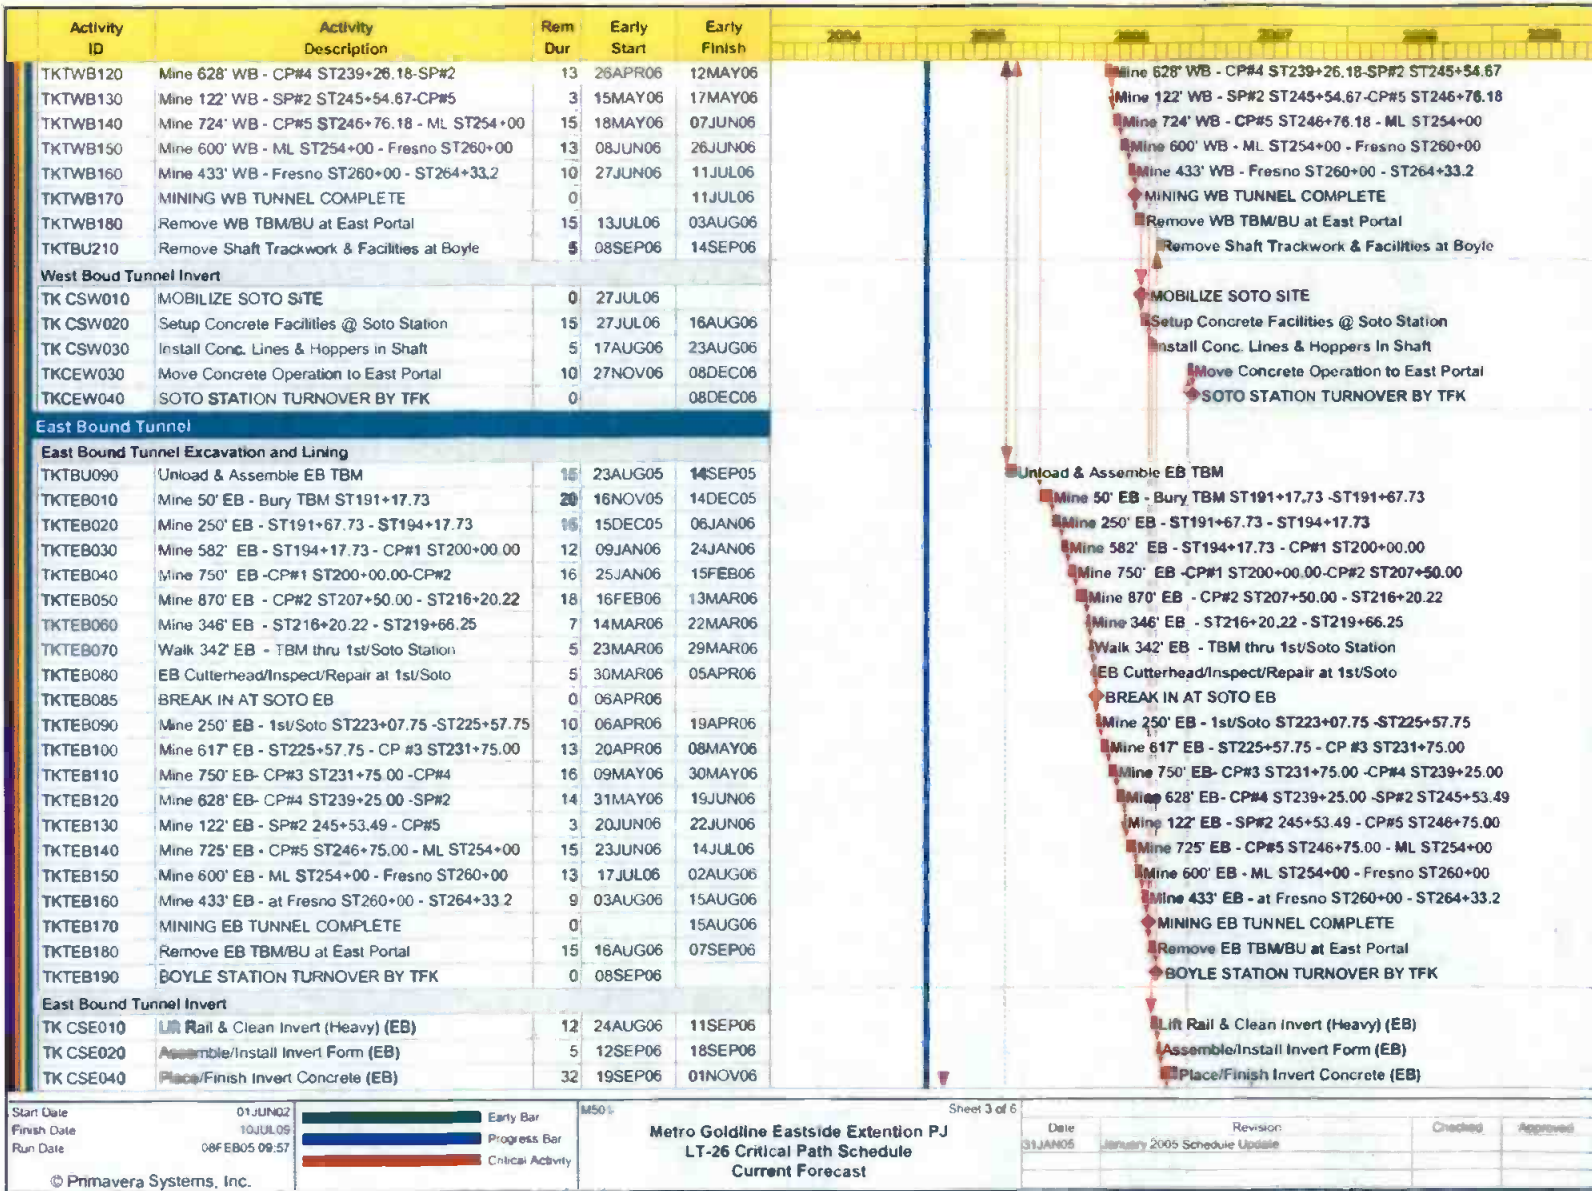 Activity ID Activity Description Rem Dur Early Start Early Finish 2004 2005 2006 2007 2008 2009
TKTWB120 Mine 628' WB - CP#4 ST239+26.18-SP#2 13 26APR06 12MAY06 Mine 628' WB - CP#4 ST239+26.18-SP#2 ST245+54.67
TKTWB130 Mine 122' WB - SP#2 ST245+54.67-CP#5 3 15MAY06 17MAY06 Mine 122' WB - SP#2 ST245+54.67-CP#5 ST246+76.18
TKTWB140 Mine 724' WB - CP#5 ST246+76.18 - ML ST254+00 15 18MAY06 07JUN06 Mine 724' WB - CP#5 ST246+76.18 - ML ST254+00
TKTWB150 Mine 600' WB - ML ST254+00 - Fresno ST260+00 13 08JUN06 26JUN06 Mine 600' WB - ML ST254+00 - Fresno ST260+00
TKTWB160 Mine 433' WB - Fresno ST260+00 - ST264+33.2 10 27JUN06 11JUL06 Mine 433' WB - Fresno ST260+00 - ST264+33.2
TKTWB170 MINING WB TUNNEL COMPLETE 0 11JUL06 MINING WB TUNNEL COMPLETE
TKTWB180 Remove WB TBM/BU at East Portal 15 13JUL06 03AUG06 Remove WB TBM/BU at East Portal
TKTBU210 Remove Shaft Trackwork & Facilities at Boyle 5 08SEP06 14SEP06 Remove Shaft Trackwork & Facilities at Boyle
West Boud Tunnel Invert
TK CSW010 MOBILIZE SOTO SITE 0 27JUL06 MOBILIZE SOTO SITE
TK CSW020 Setup Concrete Facilities @ Soto Station 15 27JUL06 16AUG06 Setup Concrete Facilities @ Soto Station
TK CSW030 Install Conc. Lines & Hoppers in Shaft 5 17AUG06 23AUG06 Install Conc. Lines & Hoppers In Shaft
TKCEW030 Move Concrete Operation to East Portal 10 27NOV06 08DEC06 Move Concrete Operation to East Portal
TKCEW040 SOTO STATION TURNOVER BY TFK 0 08DEC06 SOTO STATION TURNOVER BY TFK
East Bound Tunnel
East Bound Tunnel Excavation and Lining
TKTBU090 Unload & Assemble EB TBM 15 23AUG05 14SEP05 Unload & Assemble EB TBM
TKTEB010 Mine 50' EB - Bury TBM ST191+17.73 20 16NOV05 14DEC05 Mine 50' EB - Bury TBM ST191+17.73 -ST191+67.73
TKTEB020 Mine 250' EB - ST191+67.73 - ST194+17.73 15DEC05 06JAN06 Mine 250' EB - ST191+67.73 - ST194+17.73
TKTEB030 Mine 582' EB - ST194+17.73 - CP#1 ST200+00.00 12 09JAN06 24JAN06 Mine 582' EB - ST194+17.73 - CP#1 ST200+00.00
TKTEB040 Mine 750' EB -CP#1 ST200+00.00-CP#2 16 25JAN06 15FEB06 Mine 750' EB -CP#1 ST200+00.00-CP#2 ST207+50.00
TKTEB050 Mine 870' EB - CP#2 ST207+50.00 - ST216+20.22 18 16FEB06 13MAR06 Mine 870' EB - CP#2 ST207+50.00 - ST216+20.22
TKTEB060 Mine 346' EB - ST216+20.22 - ST219+66.25 7 14MAR06 22MAR06 Mine 346' EB - ST216+20.22 - ST219+66.25
TKTEB070 Walk 342' EB - TBM thru 1st/Soto Station 5 23MAR06 29MAR06 Walk 342' EB - TBM thru 1st/Soto Station
TKTEB080 EB Cutterhead/Inspect/Repair at 1st/Soto 5 30MAR06 05APR06 EB Cutterhead/Inspect/Repair at 1st/Soto
TKTEB085 BREAK IN AT SOTO EB 0 06APR06 BREAK IN AT SOTO EB
TKTEB090 Mine 250' EB - 1st/Soto ST223+07.75 -ST225+57.75 10 06APR06 19APR06 Mine 250' EB - 1st/Soto ST223+07.75 -ST225+57.75
TKTEB100 Mine 617' EB - ST225+57.75 - CP #3 ST231+75.00 13 20APR06 08MAY06 Mine 617' EB - ST225+57.75 - CP #3 ST231+75.00
TKTEB110 Mine 750' EB- CP#3 ST231+75.00 -CP#4 16 09MAY06 30MAY06 Mine 750' EB- CP#3 ST231+75.00 -CP#4 ST239+25.00
TKTEB120 Mine 628' EB- CP#4 ST239+25.00 -SP#2 14 31MAY06 19JUN06 Mine 628' EB- CP#4 ST239+25.00 -SP#2 ST245+53.49
TKTEB130 Mine 122' EB - SP#2 245+53.49 - CP#5 3 20JUN06 22JUN06 Mine 122' EB - SP#2 245+53.49 - CP#5 ST246+75.00
TKTEB140 Mine 725' EB - CP#5 ST246+75.00 - ML ST254+00 15 23JUN06 14JUL06 Mine 725' EB - CP#5 ST246+75.00 - ML ST254+00
TKTEB150 Mine 600' EB - ML ST254+00 - Fresno ST260+00 13 17JUL06 02AUG06 Mine 600' EB - ML ST254+00 - Fresno ST260+00
TKTEB160 Mine 433' EB - at Fresno ST260+00 - ST264+33.2 9 03AUG06 15AUG06 Mine 433' EB - at Fresno ST260+00 - ST264+33.2
TKTEB170 MINING EB TUNNEL COMPLETE 0 15AUG06 MINING EB TUNNEL COMPLETE
TKTEB180 Remove EB TBM/BU at East Portal 15 16AUG06 07SEP06 Remove EB TBM/BU at East Portal
TKTEB190 BOYLE STATION TURNOVER BY TFK 0 08SEP06 BOYLE STATION TURNOVER BY TFK
East Bound Tunnel Invert
TK CSE010 Lift Rail & Clean Invert (Heavy) (EB) 12 24AUG06 11SEP06 Lift Rail & Clean Invert (Heavy) (EB)
TK CSE020 Assemble/Install Invert Form (EB) 5 12SEP06 18SEP06 Assemble/Install Invert Form (EB)
TK CSE040 Place/Finish Invert Concrete (EB) 32 19SEP06 01NOV06 Place/Finish Invert Concrete (EB)
Start Date 01JUN02
Finish Date 10JUL09
Run Date 08FEB05 09:57
© Primavera Systems, Inc.
Early Bar
Progress Bar
Critical Activity
Sheet 3 of 6
Metro Goldline Eastside Extention PJ
LT-26 Critical Path Schedule
Current Forecast
Date Revision Checked Approved
31JAN05 January 2005 Schedule Update